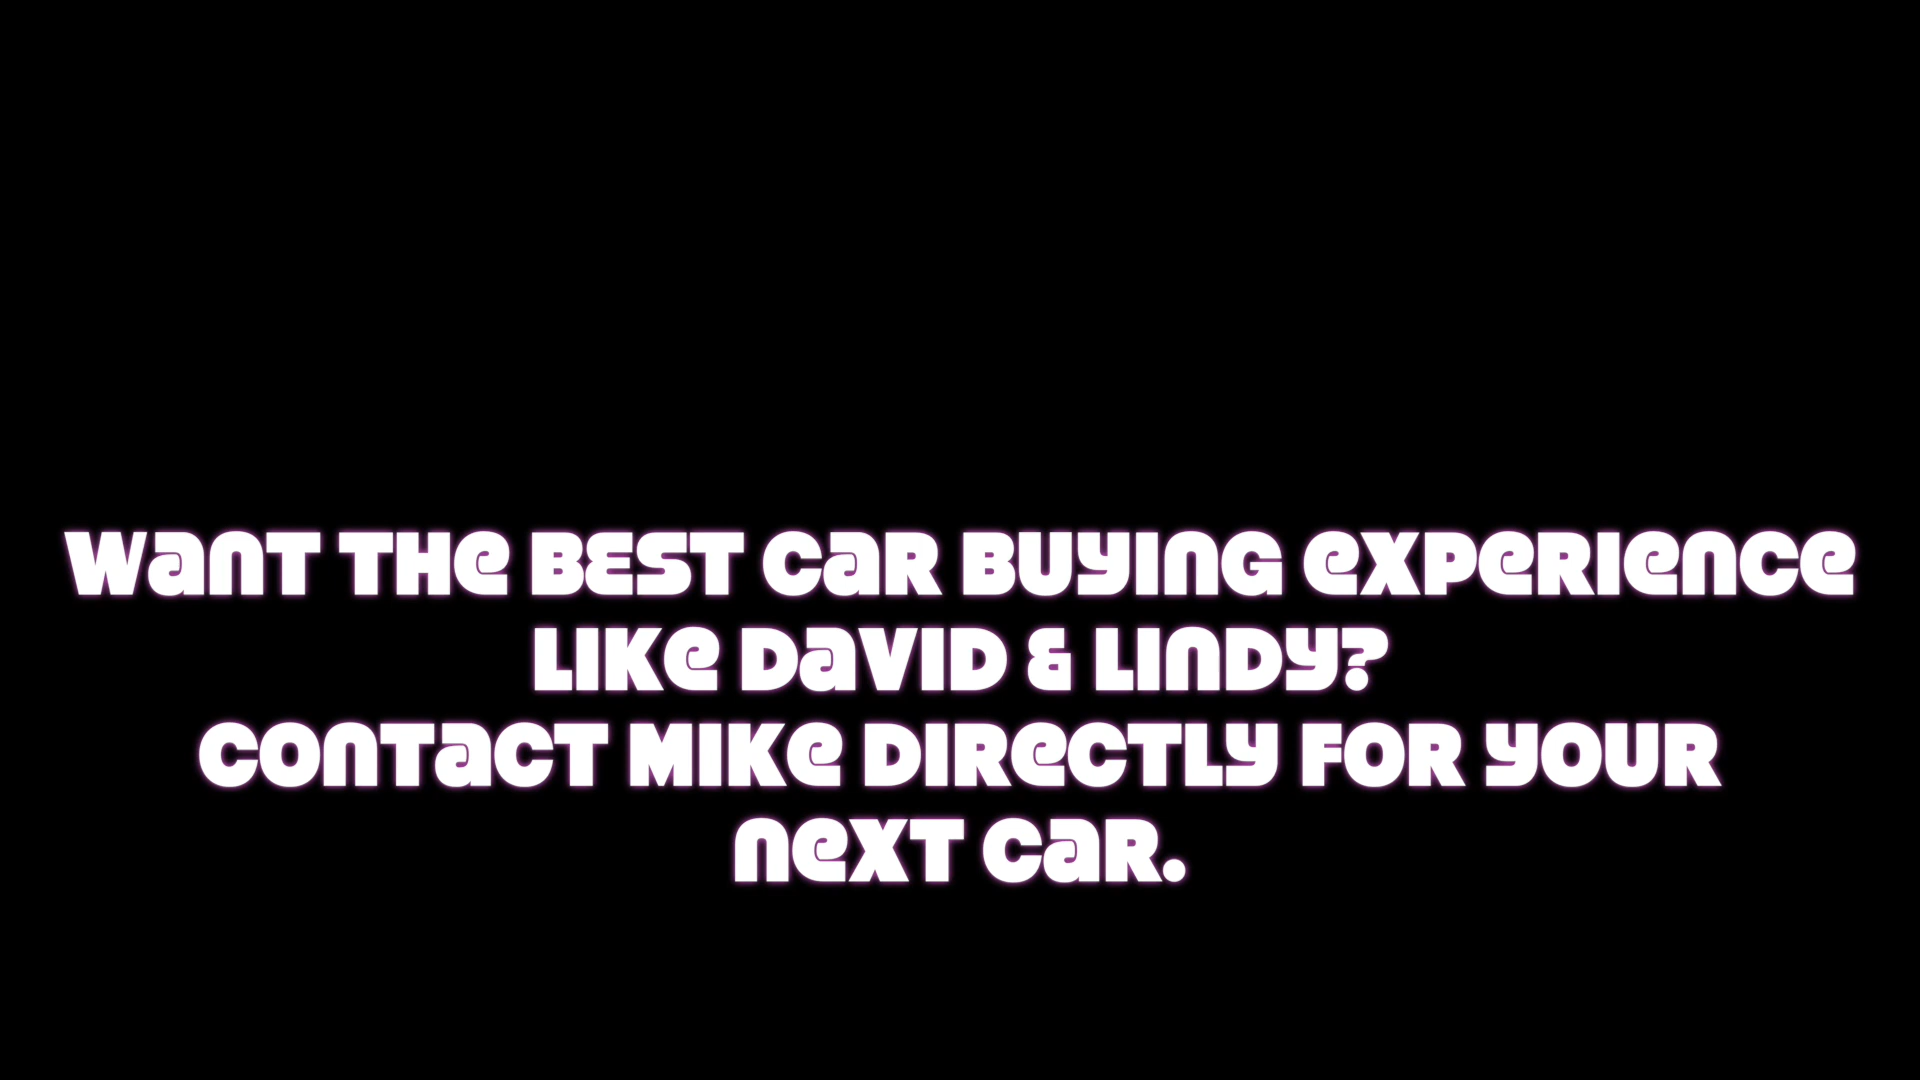 WANT THE BEST CAR BUYING EXPERIENCE
LIKE DAVID & LINDY?
CONTACT MIKE DIRECTLY FOR YOUR
NEXT CAR.